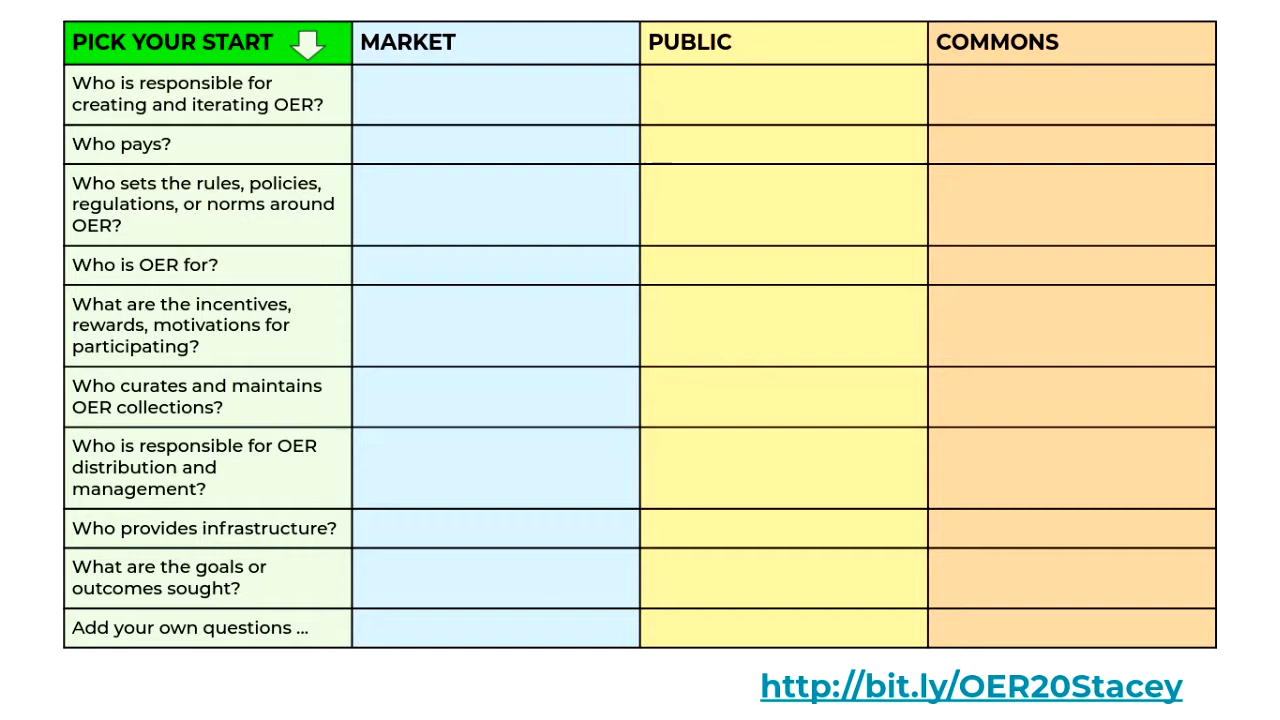 PICK YOUR START
MARKET
PUBLIC
COMMONS
Who is responsible for
creating and iterating OER?
Who pays?
Who sets the rules, policies,
regulations, or norms around
OER?
Who is OER for?
What are the incentives,
rewards, motivations for
participating?
Who curates and maintains
OER collections?
Who is responsible for OER
distribution and
management?
Who provides infrastructure?
What are the goals or
outcomes sought?
Add your own questions ...
http://bit.ly/OER20Stacey